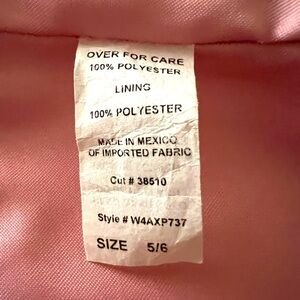 OVER FOR CARE
100% POLYESTER
LINING
100% POLYESTER
MADE IN MEXICO
OF IMPORTED FABRIC
Cut # 38510
Style # W4AXP737
SIZE 5/6